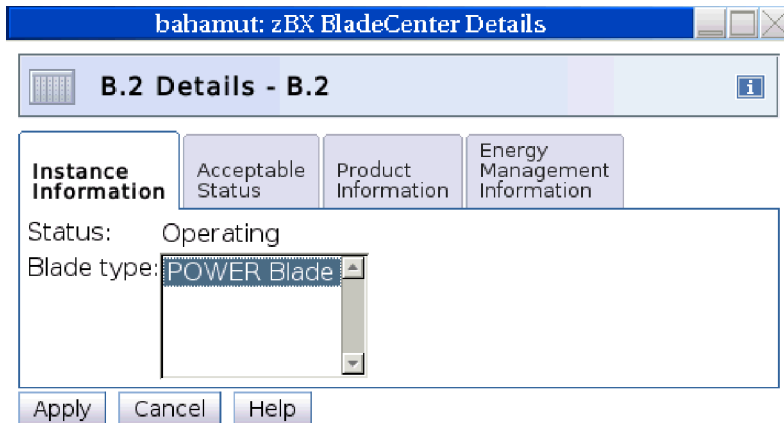 bahamut: zBX BladeCenter Details
B.2 Details - B.2
i
Instance
Information
Acceptable
Status
Product
Information
Energy
Management
Information
Status: Operating
Blade type: POWER Blade
Apply Cancel Help